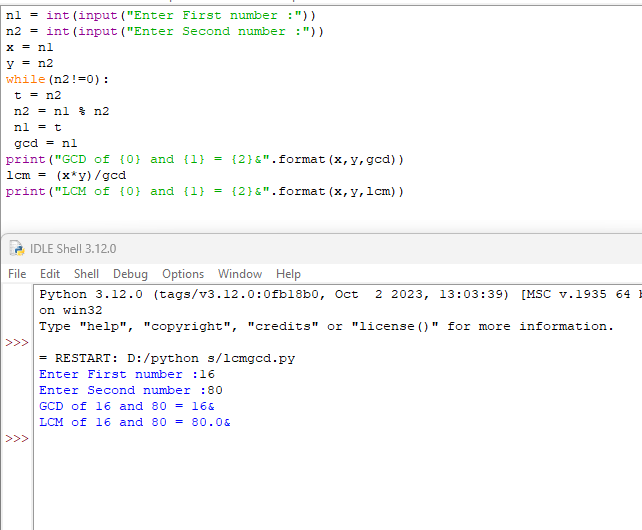 n1 = int(input("Enter First number :"))
n2 = int(input("Enter Second number :"))
x = n1
y = n2
while(n2!=0):
 t = n2
 n2 = n1 % n2
 n1 = t
 gcd = n1
print("GCD of {0} and {1} = {2}&".format(x,y,gcd))
lcm = (x*y)/gcd
print("LCM of {0} and {1} = {2}&".format(x,y,lcm))
IDLE Shell 3.12.0
File Edit Shell Debug Options Window Help
Python 3.12.0 (tags/v3.12.0:0fb18b0, Oct  2 2023, 13:03:39) [MSC v.1935 64 b
on win32
Type "help", "copyright", "credits" or "license()" for more information.
>>>
= RESTART: D:/python s/lcmgcd.py
Enter First number :16
Enter Second number :80
GCD of 16 and 80 = 16&
LCM of 16 and 80 = 80.0&
>>>